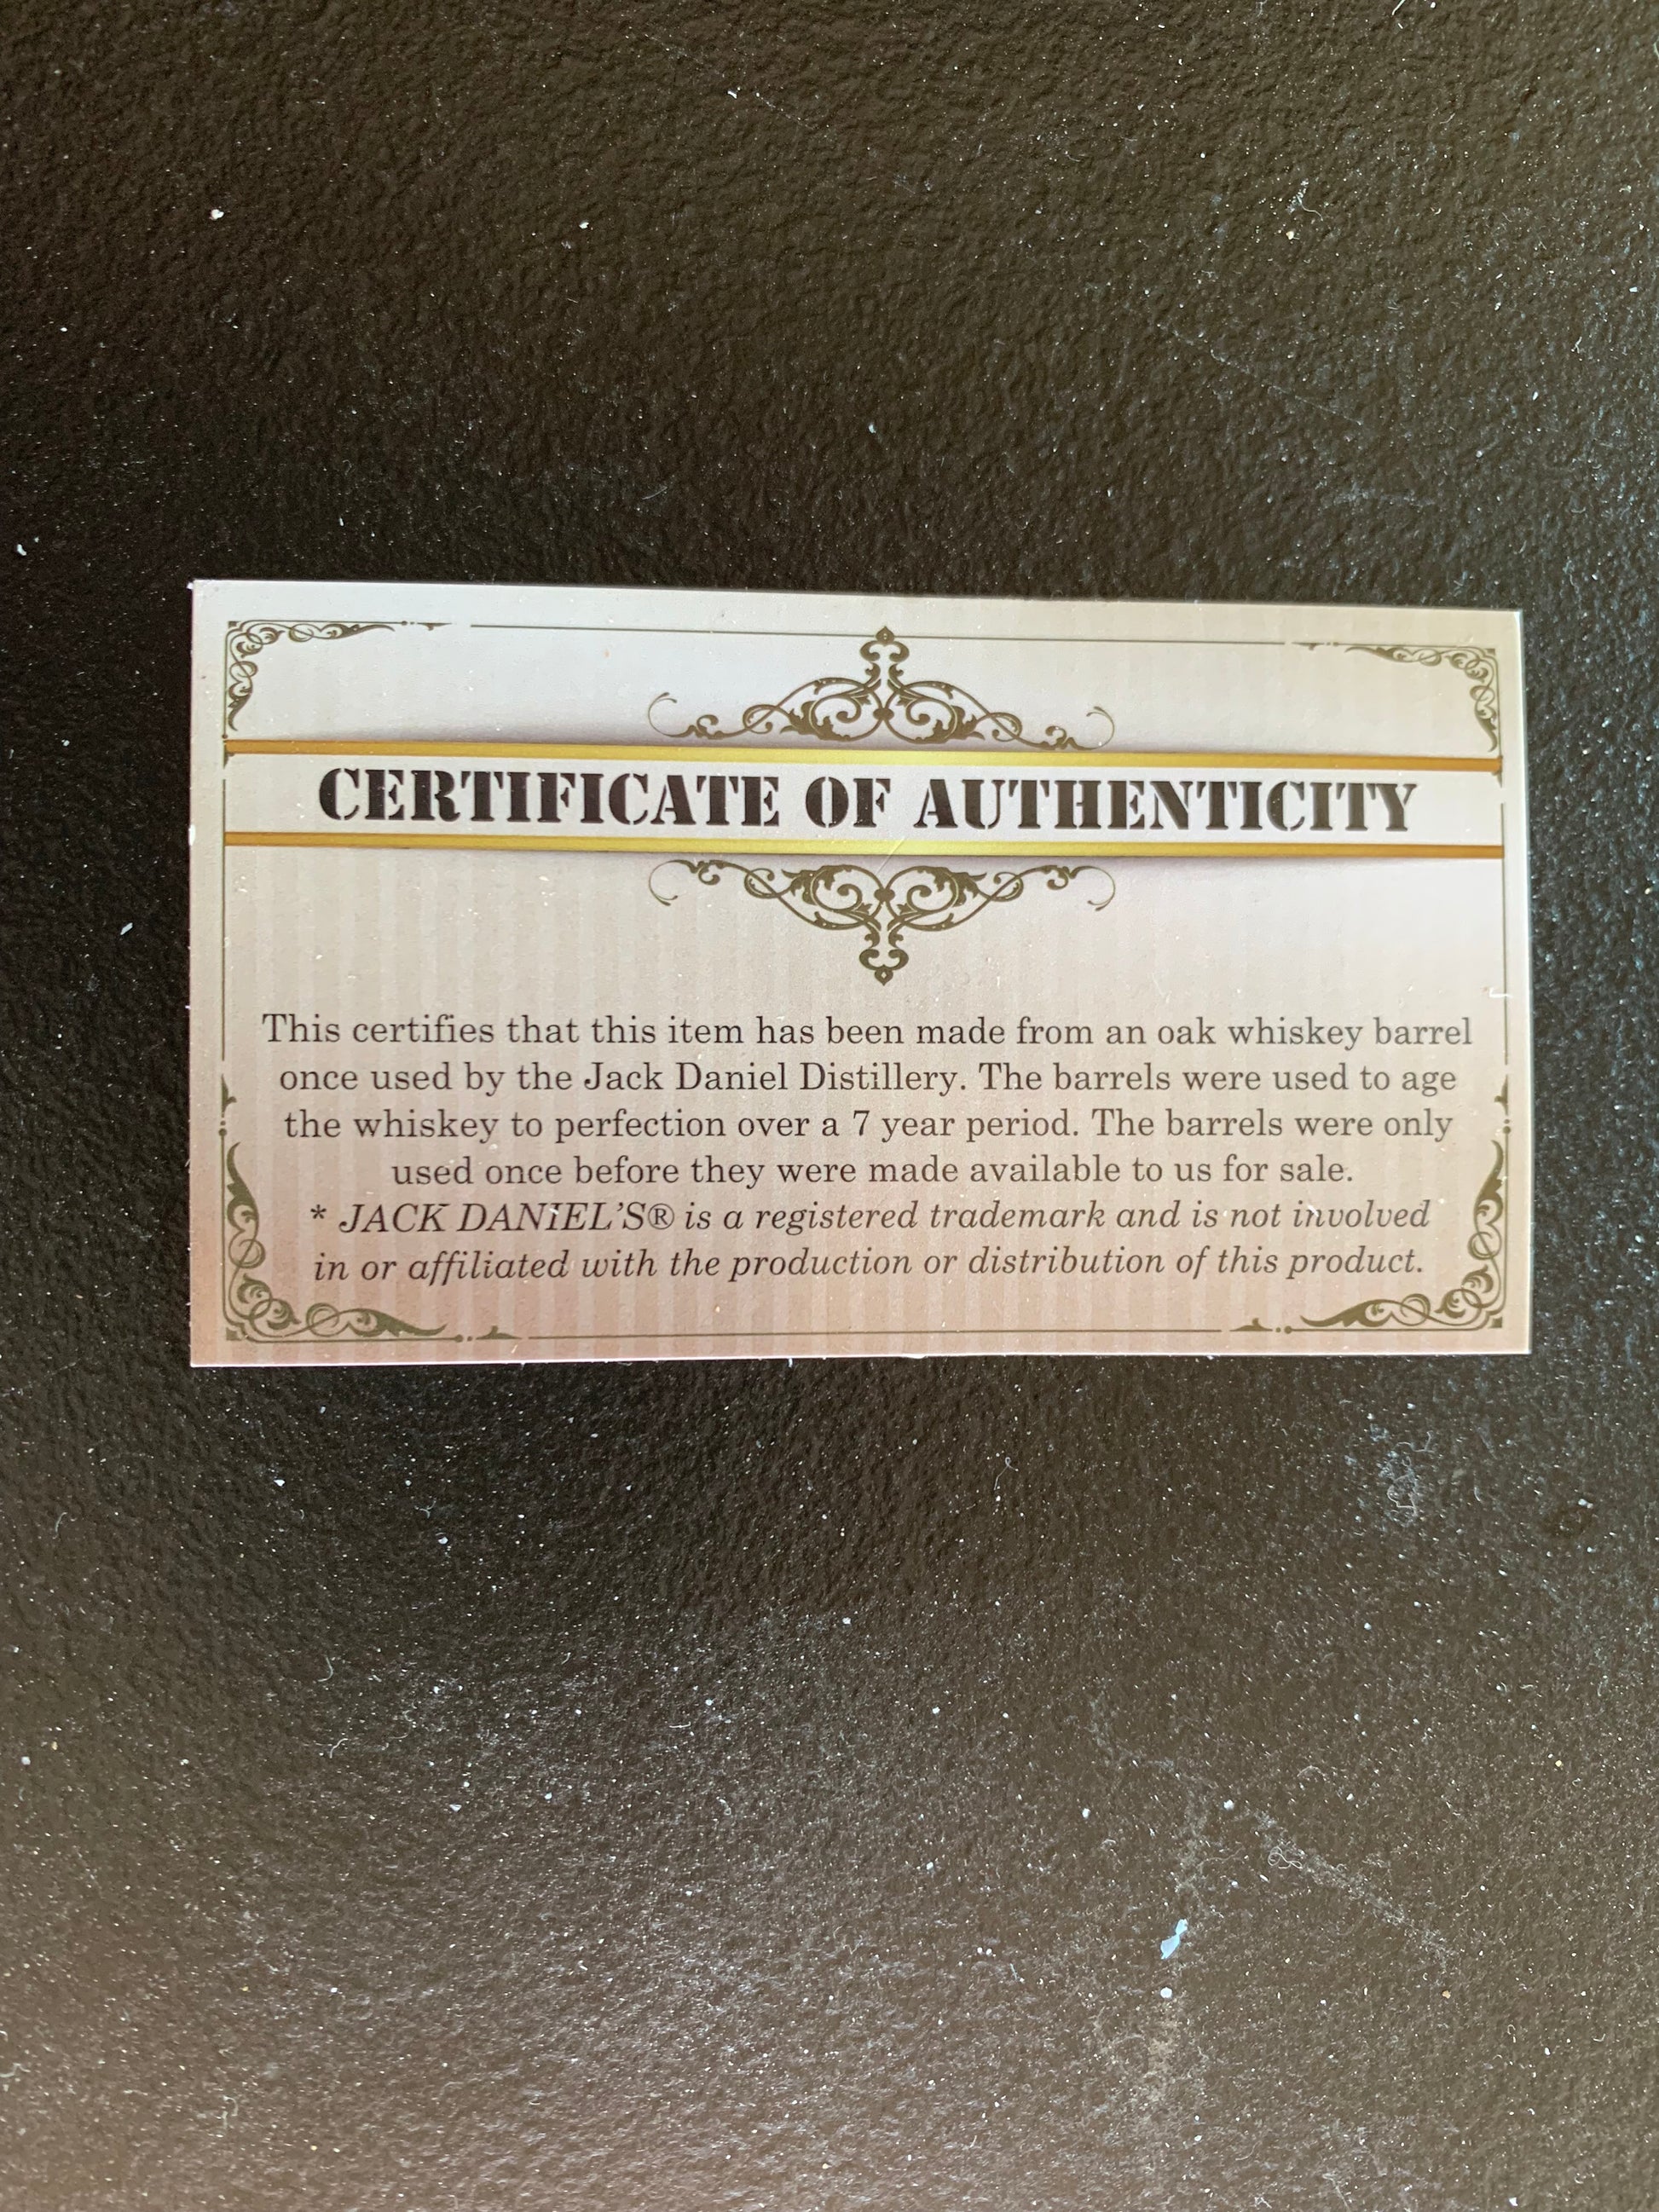 CERTIFICATE OF AUTHENTICITY
This certifies that this item has been made from an oak whiskey barrel
once used by the Jack Daniel Distillery. The barrels were used to age
the whiskey to perfection over a 7 year period. The barrels were only
used once before they were made available to us for sale.
* JACK DANiEL'S® is a registered trademark and is not involved
in or affiliated with the production or distribution of this product.